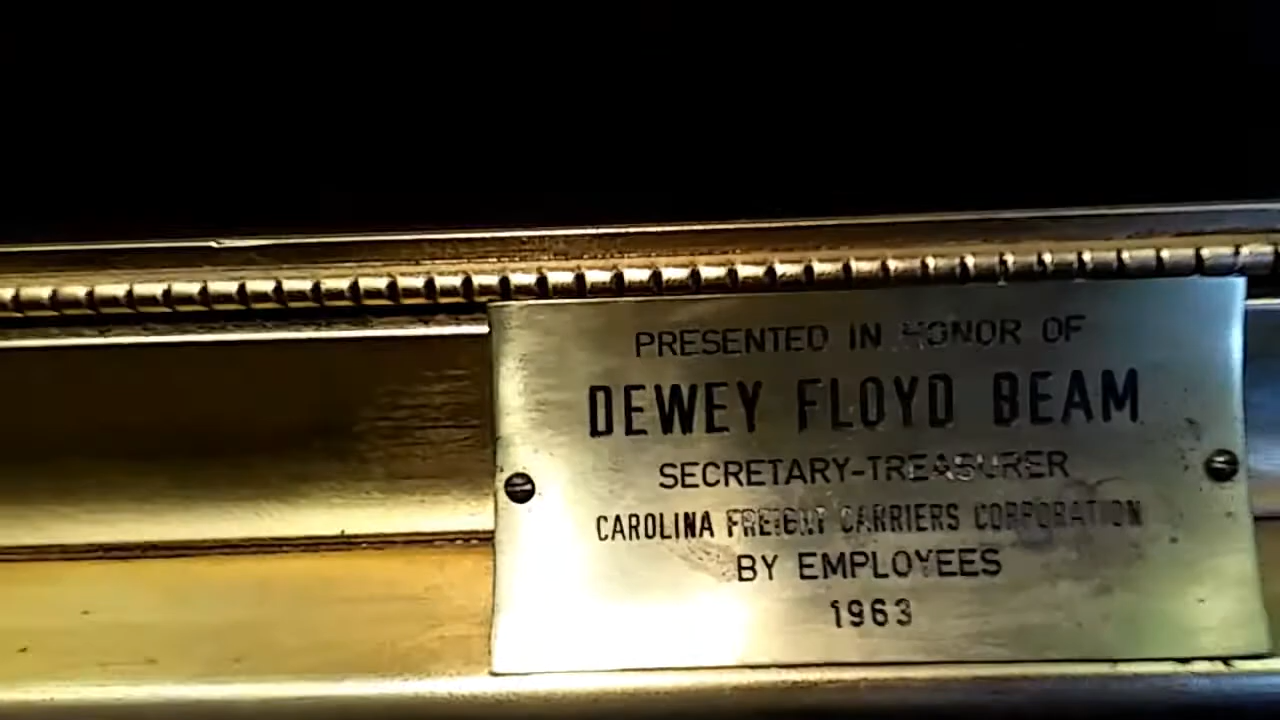 PRESENTED IN HONOR OF
DEWEY FLOYD BEAM
SECRETARY-TREASURER
CAROLINA FREIGHT CARRIERS CORPORATION
BY EMPLOYEES
1963